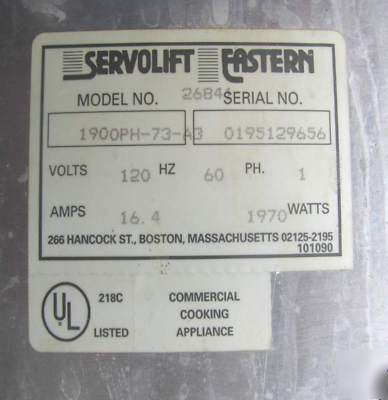 SERVOLIFT EASTERN
MODEL NO. SERIAL NO.
1900PH-73-A3 0195129656
VOLTS 120 HZ 60 PH. 1
AMPS 16.4 1970 WATTS
266 HANCOCK ST., BOSTON, MASSACHUSETTS 02125-2195
101090
UL
LISTED
218C
COMMERCIAL
COOKING
APPLIANCE